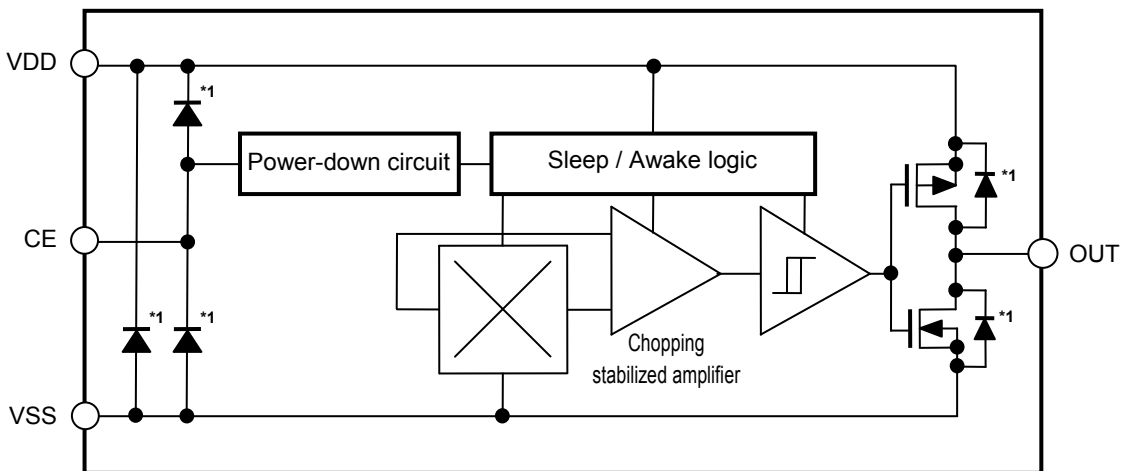 VDD
*1
Power-down circuit
Sleep / Awake logic
*1
CE
OUT
*1
*1
*1
Chopping
stabilized amplifier
VSS